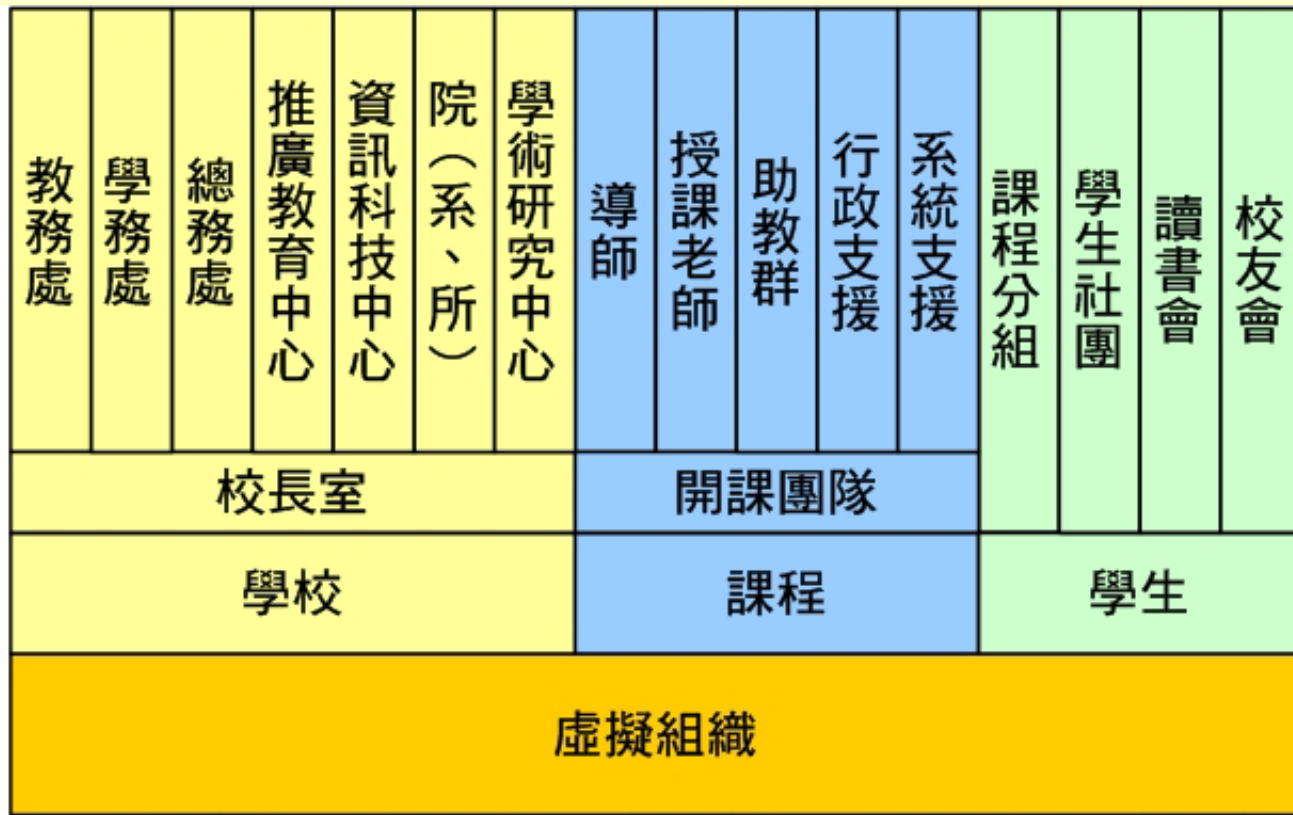 教務處
學務處
總務處
推廣教育中心
資訊科技中心
院（系、所）
學術研究中心
導師
授課老師
助教群
行政支援
系統支援
課程分組
學生社團
讀書會
校友會
校長室
開課團隊
學校
課程
學生
虛擬組織